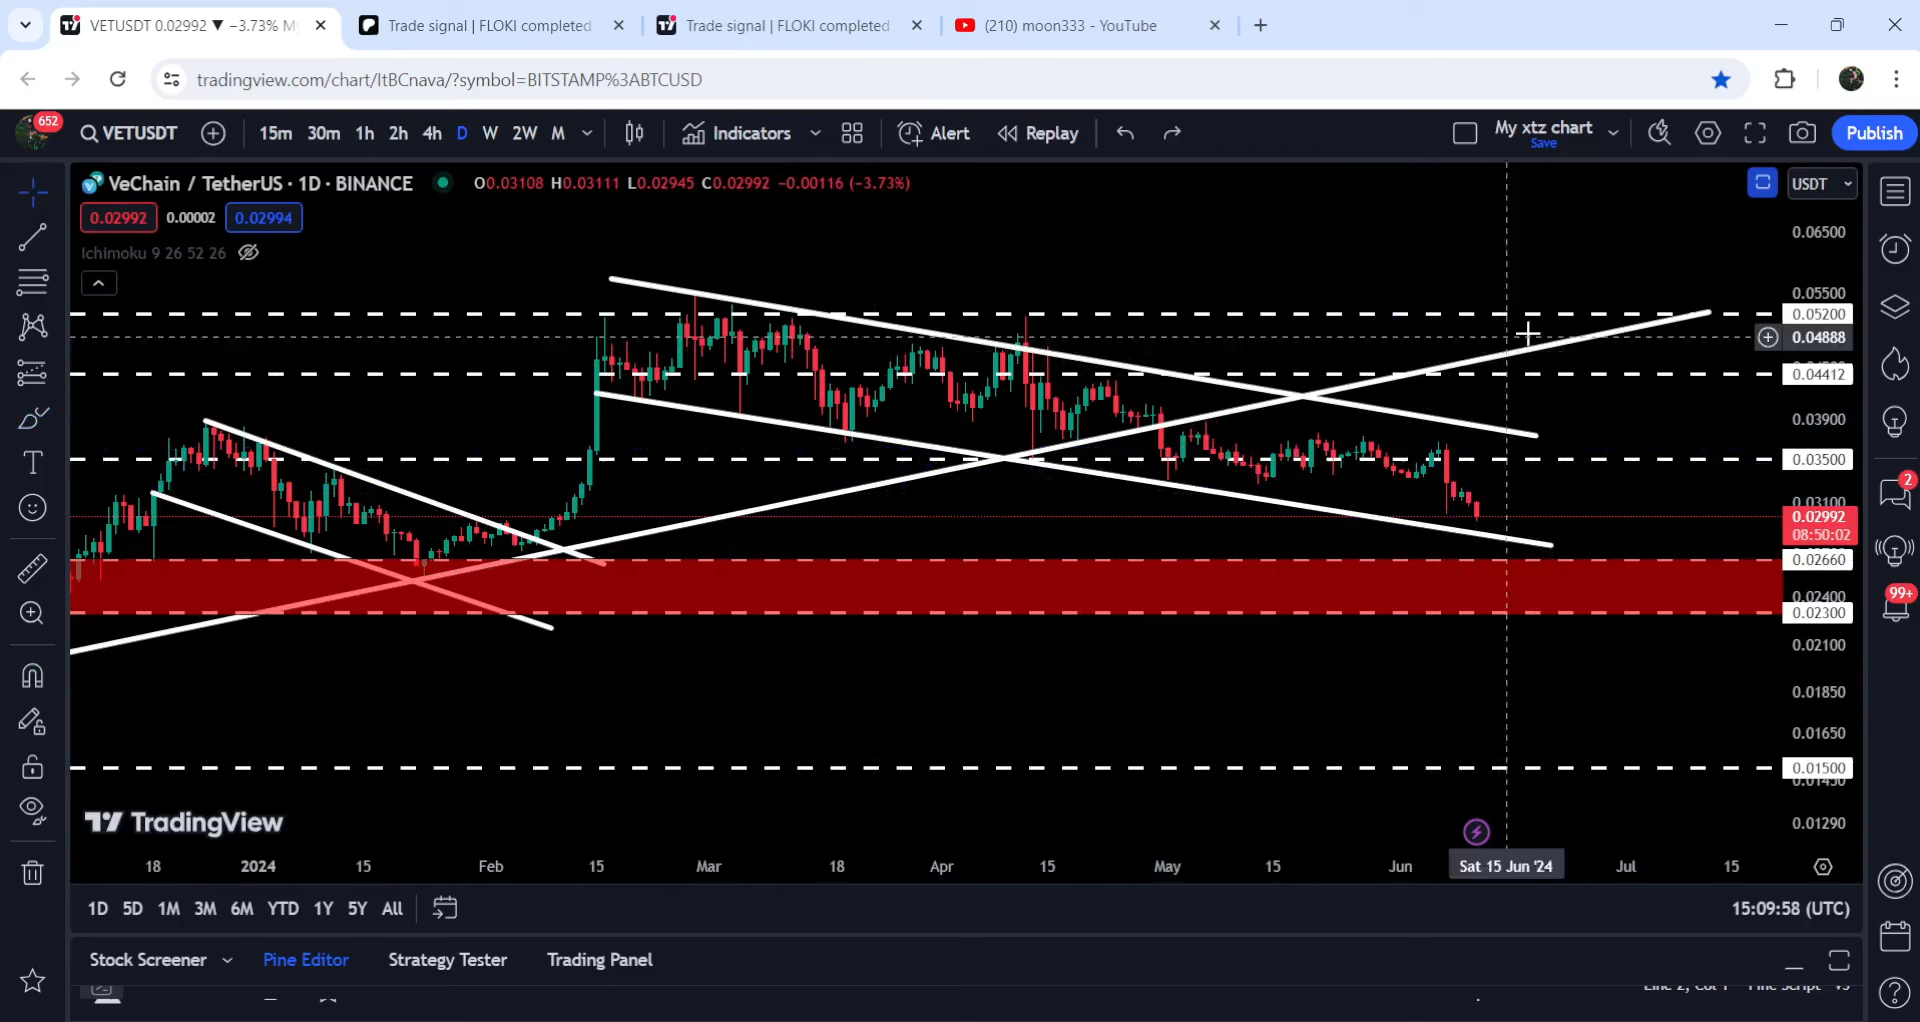 VETUSDT 0.02992 ▼ −3.73% M
Trade signal | FLOKI completed
Trade signal | FLOKI completed
(210) moon333 - YouTube
tradingview.com/chart/ItBCnava/?symbol=BITSTAMP%3ABTCUSD
652
VETUSDT
15m 30m 1h 2h 4h D W 2W M
Indicators
Alert
Replay
My xtz chart
Save
Publish
VeChain / TetherUS · 1D · BINANCE
O0.03108 H0.03111 L0.02945 C0.02992 −0.00116 (−3.73%)
USDT
0.02992 0.00002 0.02994
Ichimoku 9 26 52 26
0.06500
0.05500
0.05200
0.04888
0.04412
0.03900
0.03500
0.03100
0.02992
08:50:02
0.02660
0.02400
0.02300
0.02100
0.01850
0.01650
0.01500
0.01450
0.01290
2
99+
TradingView
18 2024 15 Feb 15 Mar 18 Apr 15 May 15 Jun Sat 15 Jun '24 Jul 15
1D 5D 1M 3M 6M YTD 1Y 5Y All
15:09:58 (UTC)
Stock Screener
Pine Editor
Strategy Tester
Trading Panel